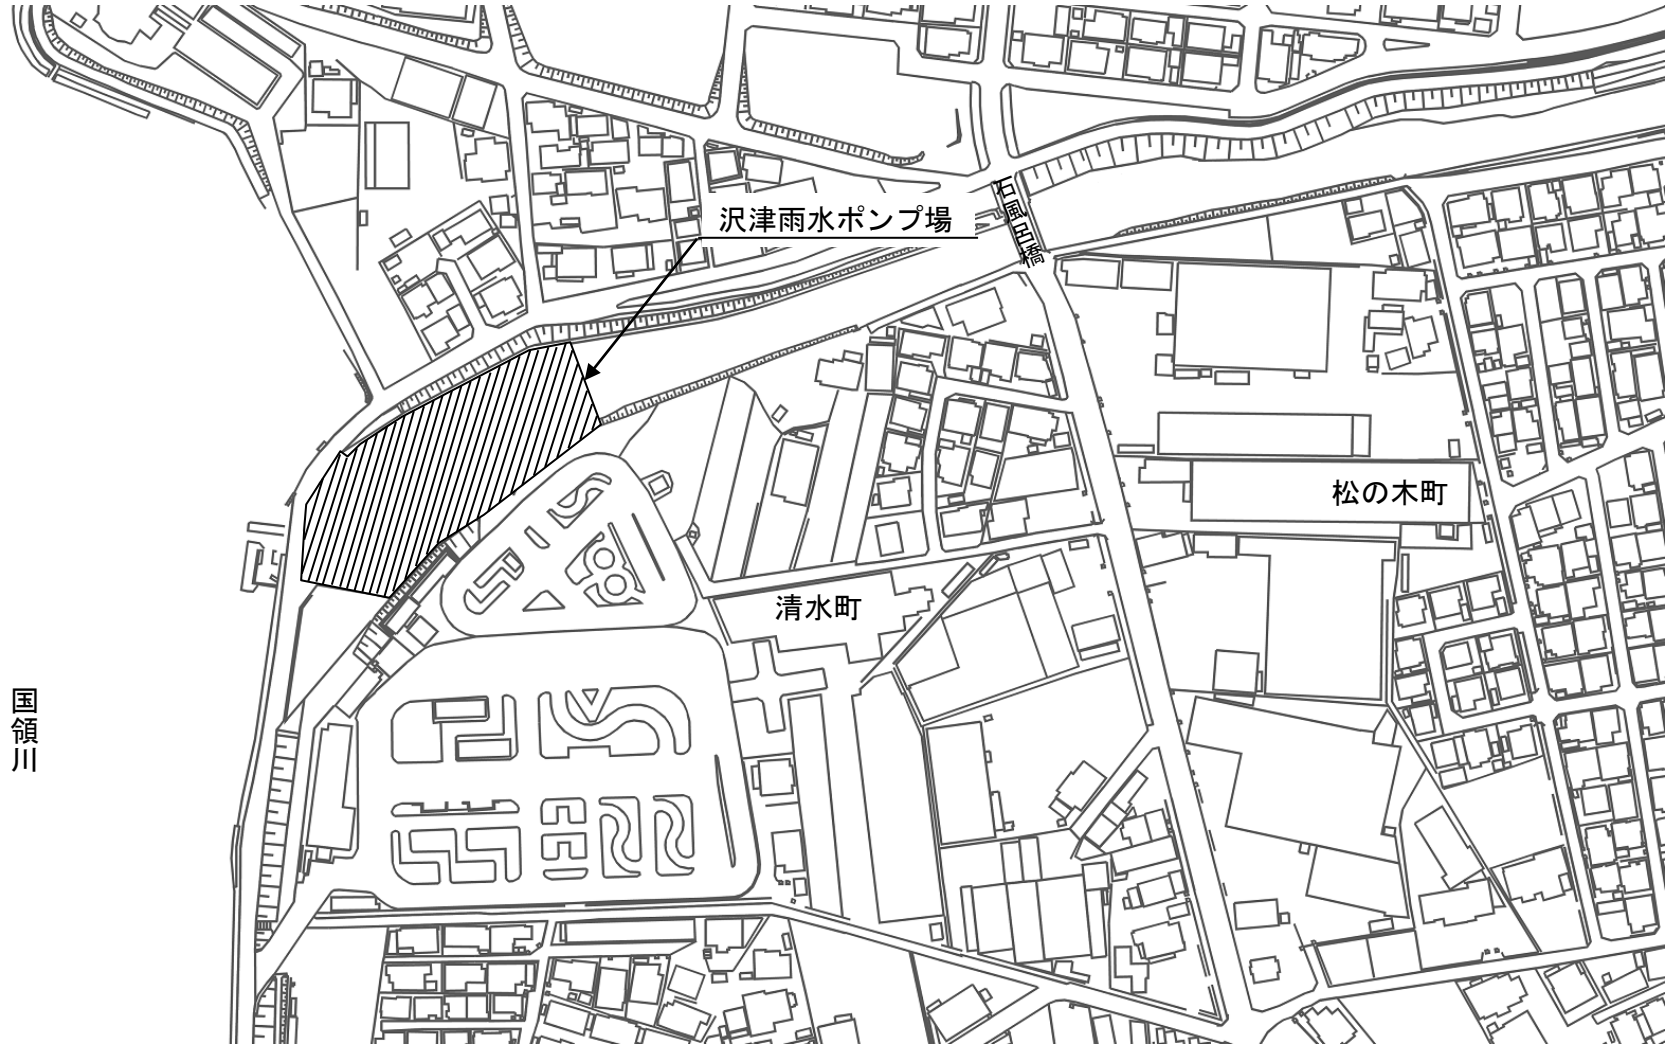 沢津雨水ポンプ場
石風呂橋
松の木町
清水町
国領川